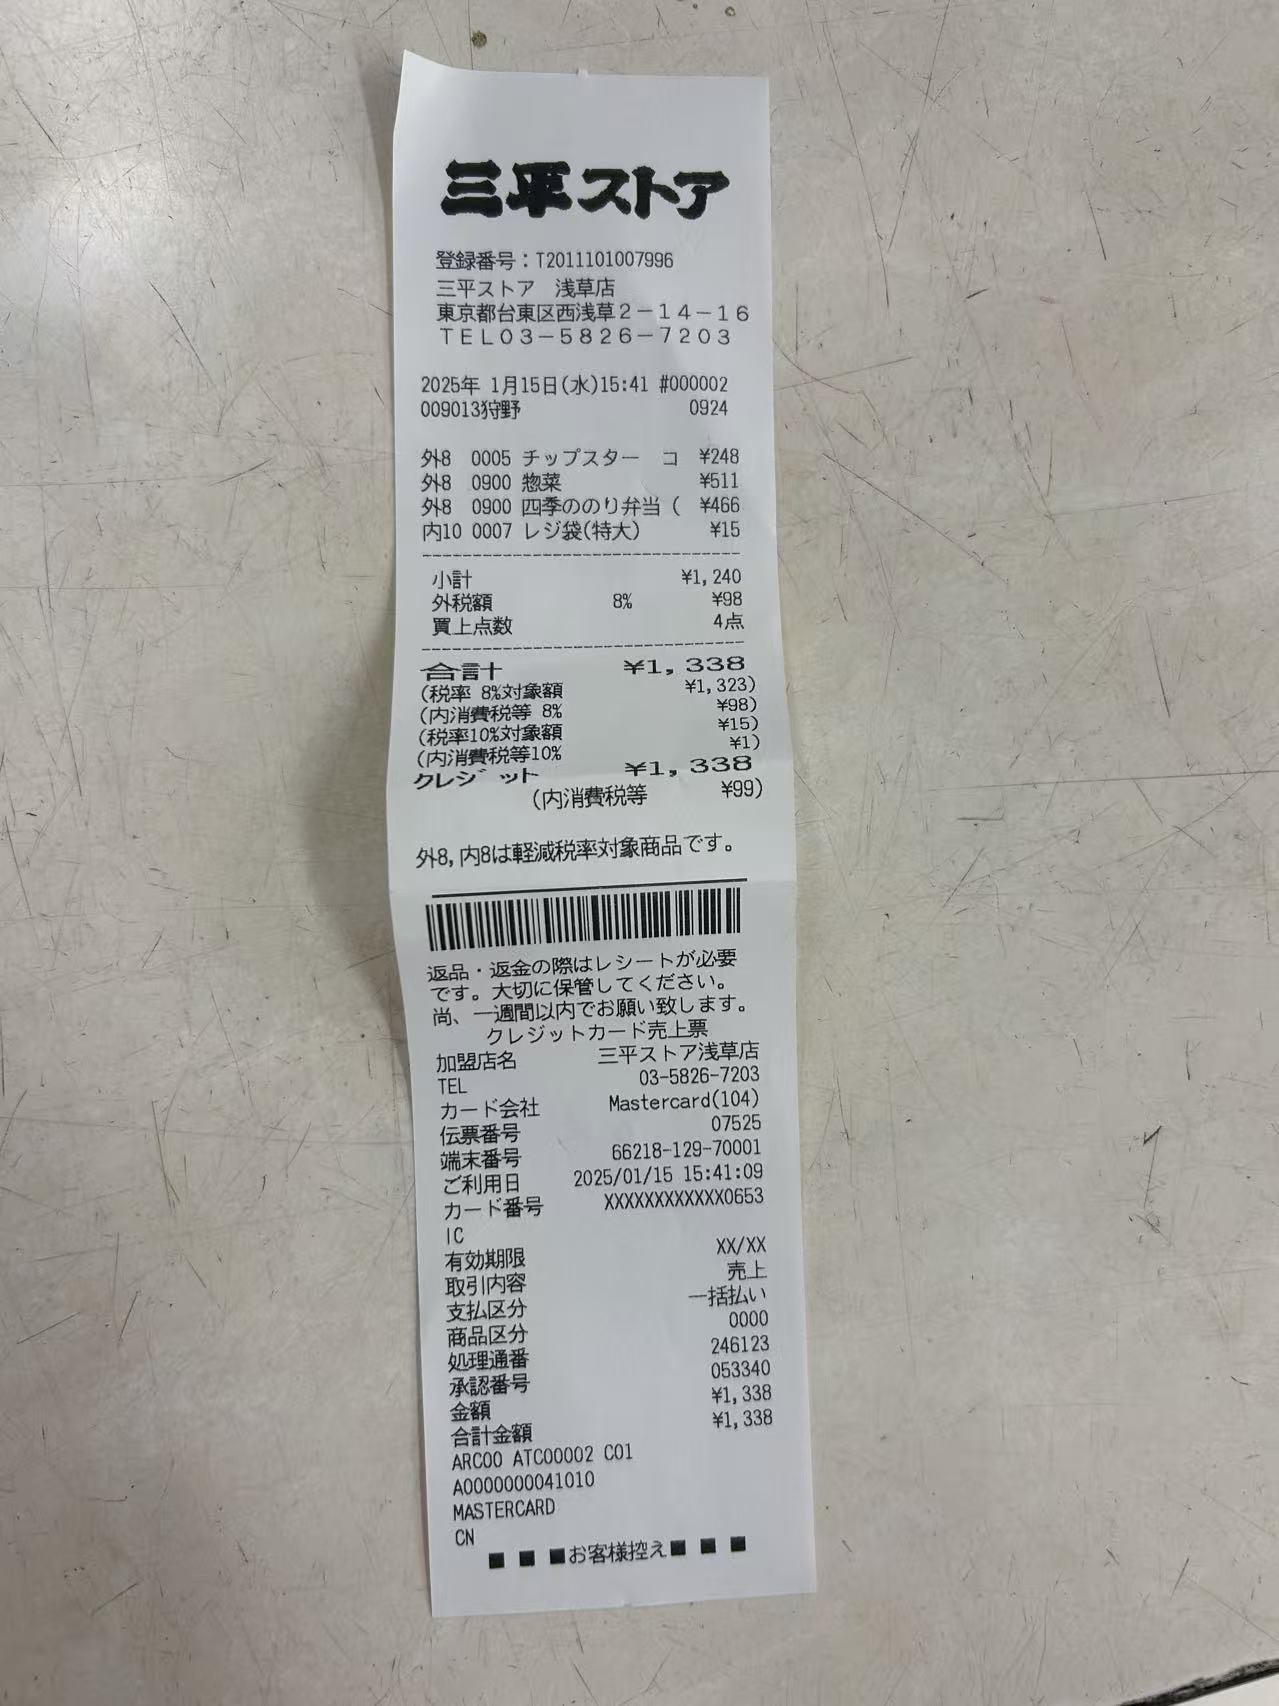 三平ストア
登録番号：T2011101007996
三平ストア　浅草店
東京都台東区西浅草２－１４－１６
ＴＥＬ０３－５８２６－７２０３
2025年 1月15日(水)15:41 #000002
009013狩野 0924
外8 0005 チップスター　コ ¥248
外8 0900 惣菜 ¥511
外8 0900 四季ののり弁当（ ¥466
内10 0007 レジ袋(特大) ¥15
小計 ¥1,240
外税額 8% ¥98
買上点数 4点
合計 ¥1,338
(税率 8%対象額 ¥1,323)
(内消費税等 8% ¥98)
(税率10%対象額 ¥15)
(内消費税等10% ¥1)
クレジット ¥1,338
(内消費税等 ¥99)
外8,内8は軽減税率対象商品です。
返品・返金の際はレシートが必要
です。大切に保管してください。
尚、一週間以内でお願い致します。
クレジットカード売上票
加盟店名 三平ストア浅草店
TEL 03-5826-7203
カード会社 Mastercard(104)
伝票番号 07525
端末番号 66218-129-70001
ご利用日 2025/01/15 15:41:09
カード番号 XXXXXXXXXXXX0653
IC
有効期限 XX/XX
取引内容 売上
支払区分 一括払い
商品区分 0000
処理通番 246123
承認番号 053340
金額 ¥1,338
合計金額 ¥1,338
ARC00 ATC00002 C01
A0000000041010
MASTERCARD
CN
■ ■ ■お客様控え■ ■ ■